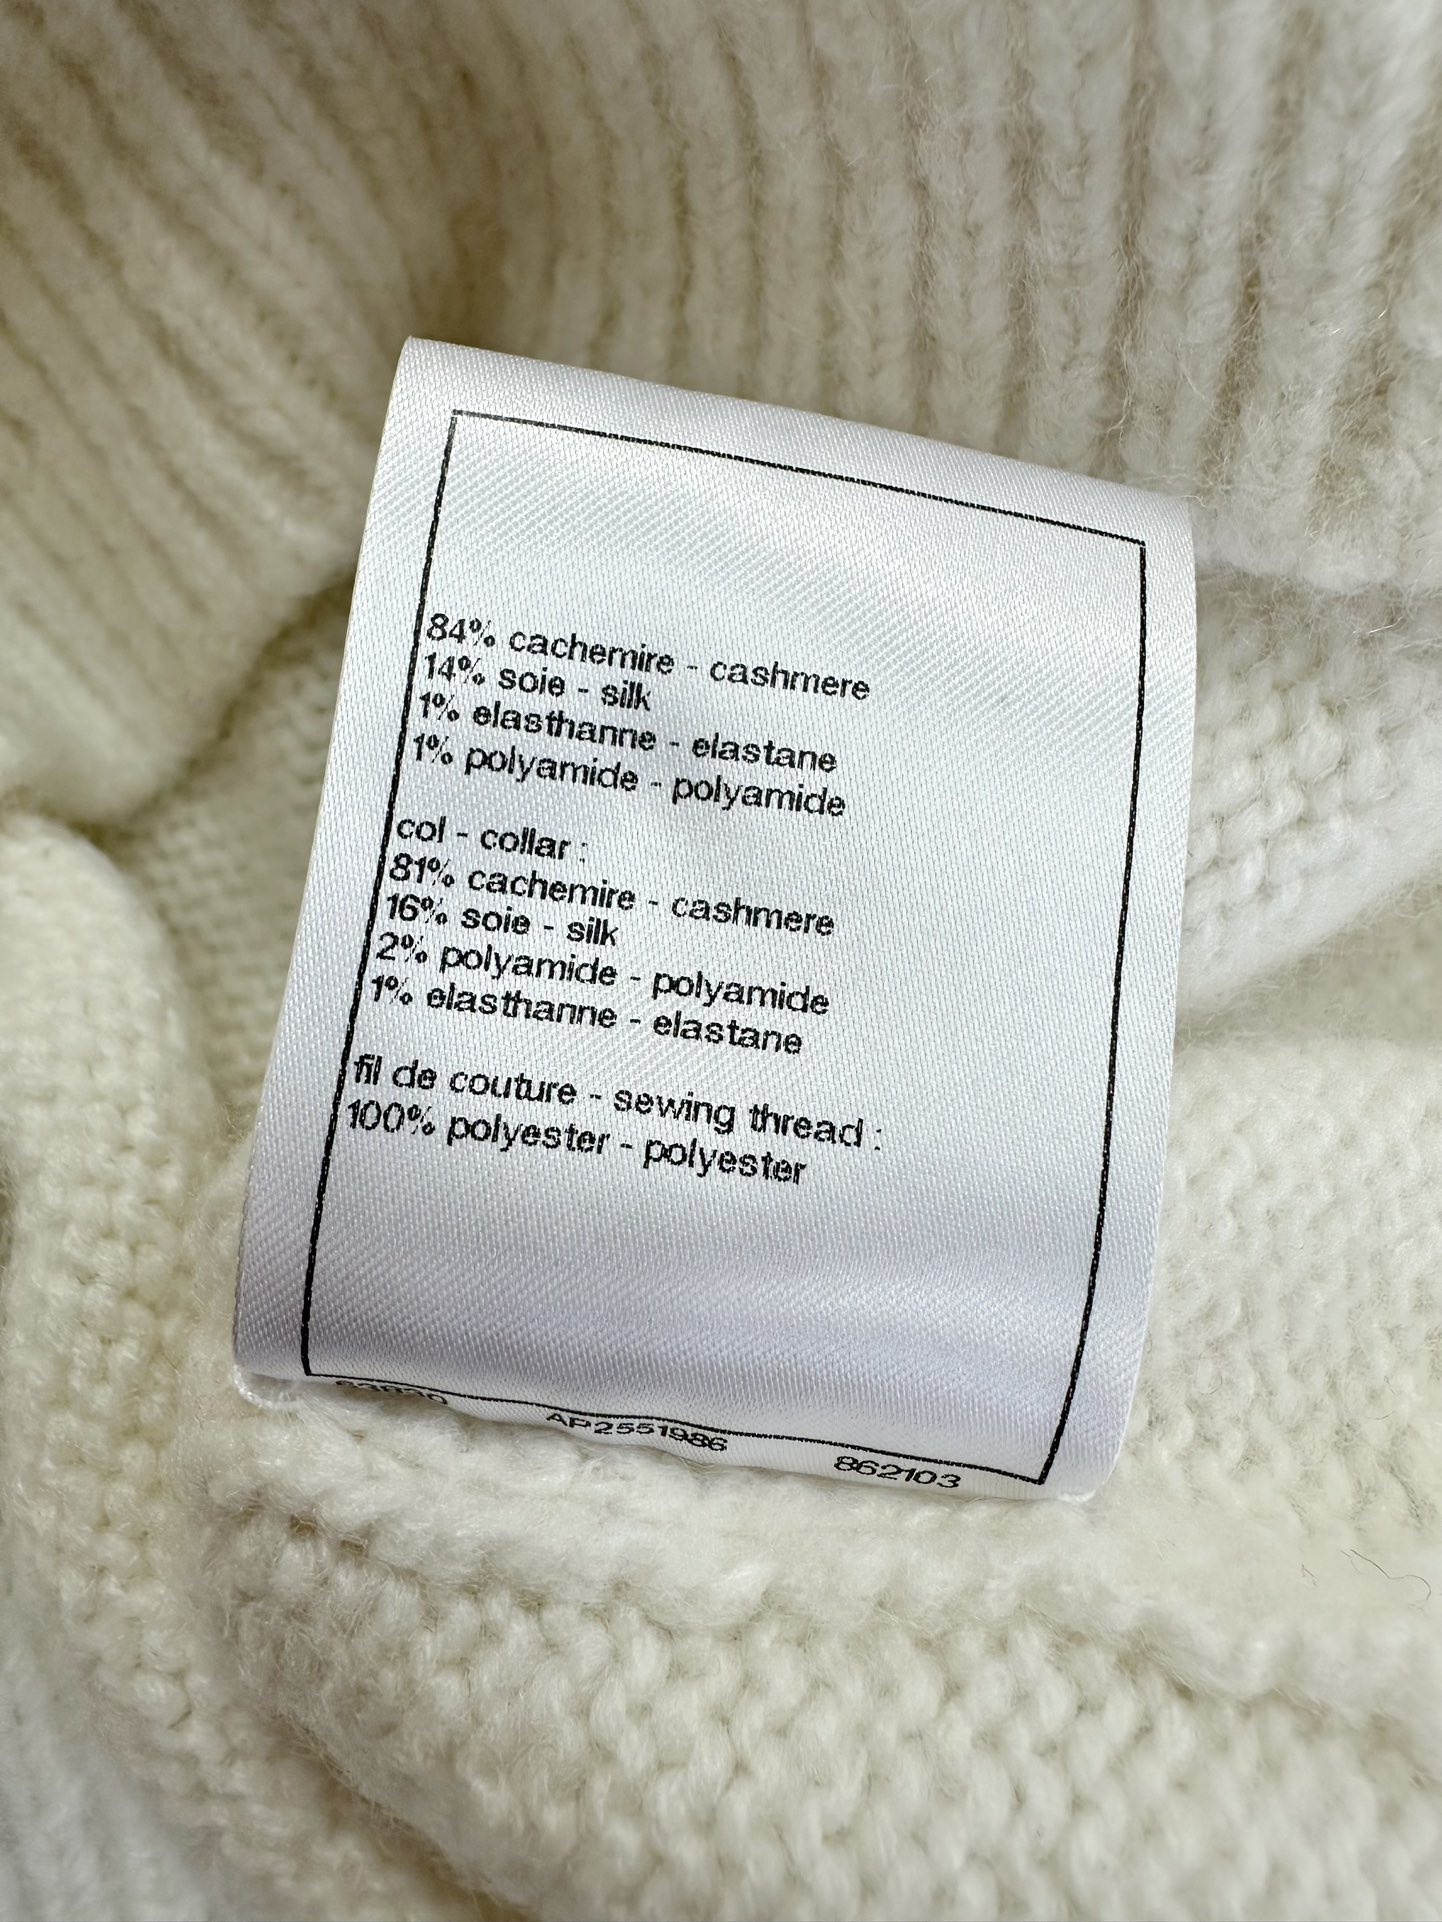 84% cachemire - cashmere
14% soie - silk
1% elasthanne - elastane
1% polyamide - polyamide
col - collar :
81% cachemire - cashmere
16% soie - silk
2% polyamide - polyamide
1% elasthanne - elastane
fil de couture - sewing thread :
100% polyester - polyester
AP2551986 862103